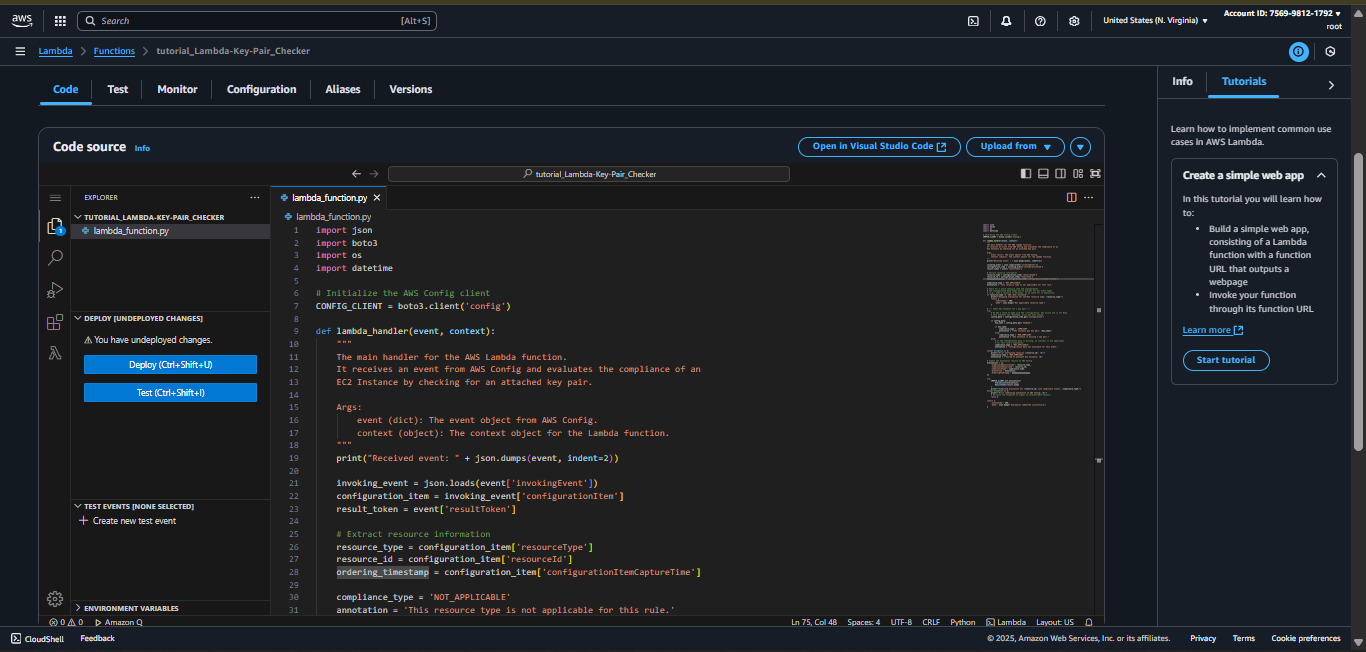 aws
Search
[Alt+S]
United States (N. Virginia)
Account ID: 7569-9812-1792
root
Lambda
Functions
tutorial_Lambda-Key-Pair_Checker
Code
Test
Monitor
Configuration
Aliases
Versions
Code source
Info
Open in Visual Studio Code
Upload from
tutorial_Lambda-Key-Pair_Checker
EXPLORER
TUTORIAL_LAMBDA-KEY-PAIR_CHECKER
lambda_function.py
DEPLOY [UNDEPLOYED CHANGES]
You have undeployed changes.
Deploy (Ctrl+Shift+U)
Test (Ctrl+Shift+I)
TEST EVENTS [NONE SELECTED]
Create new test event
ENVIRONMENT VARIABLES
lambda_function.py
lambda_function.py
1 import json
2 import boto3
3 import os
4 import datetime
5
6 # Initialize the AWS Config client
7 CONFIG_CLIENT = boto3.client('config')
8
9 def lambda_handler(event, context):
10 """
11 The main handler for the AWS Lambda function.
12 It receives an event from AWS Config and evaluates the compliance of an
13 EC2 Instance by checking for an attached key pair.
14
15 Args:
16 event (dict): The event object from AWS Config.
17 context (object): The context object for the Lambda function.
18 """
19 print("Received event: " + json.dumps(event, indent=2))
20
21 invoking_event = json.loads(event['invokingEvent'])
22 configuration_item = invoking_event['configurationItem']
23 result_token = event['resultToken']
24
25 # Extract resource information
26 resource_type = configuration_item['resourceType']
27 resource_id = configuration_item['resourceId']
28 ordering_timestamp = configuration_item['configurationItemCaptureTime']
29
30 compliance_type = 'NOT_APPLICABLE'
31 annotation = 'This resource type is not applicable for this rule.'
0 0
Amazon Q
Ln 75, Col 48
Spaces: 4
UTF-8
CRLF
Python
Lambda
Layout: US
Info
Tutorials
Learn how to implement common use
cases in AWS Lambda.
Create a simple web app
In this tutorial you will learn how
to:
• Build a simple web app,
consisting of a Lambda
function with a function
URL that outputs a
webpage
• Invoke your function
through its function URL
Learn more
Start tutorial
CloudShell
Feedback
© 2025, Amazon Web Services, Inc. or its affiliates.
Privacy
Terms
Cookie preferences